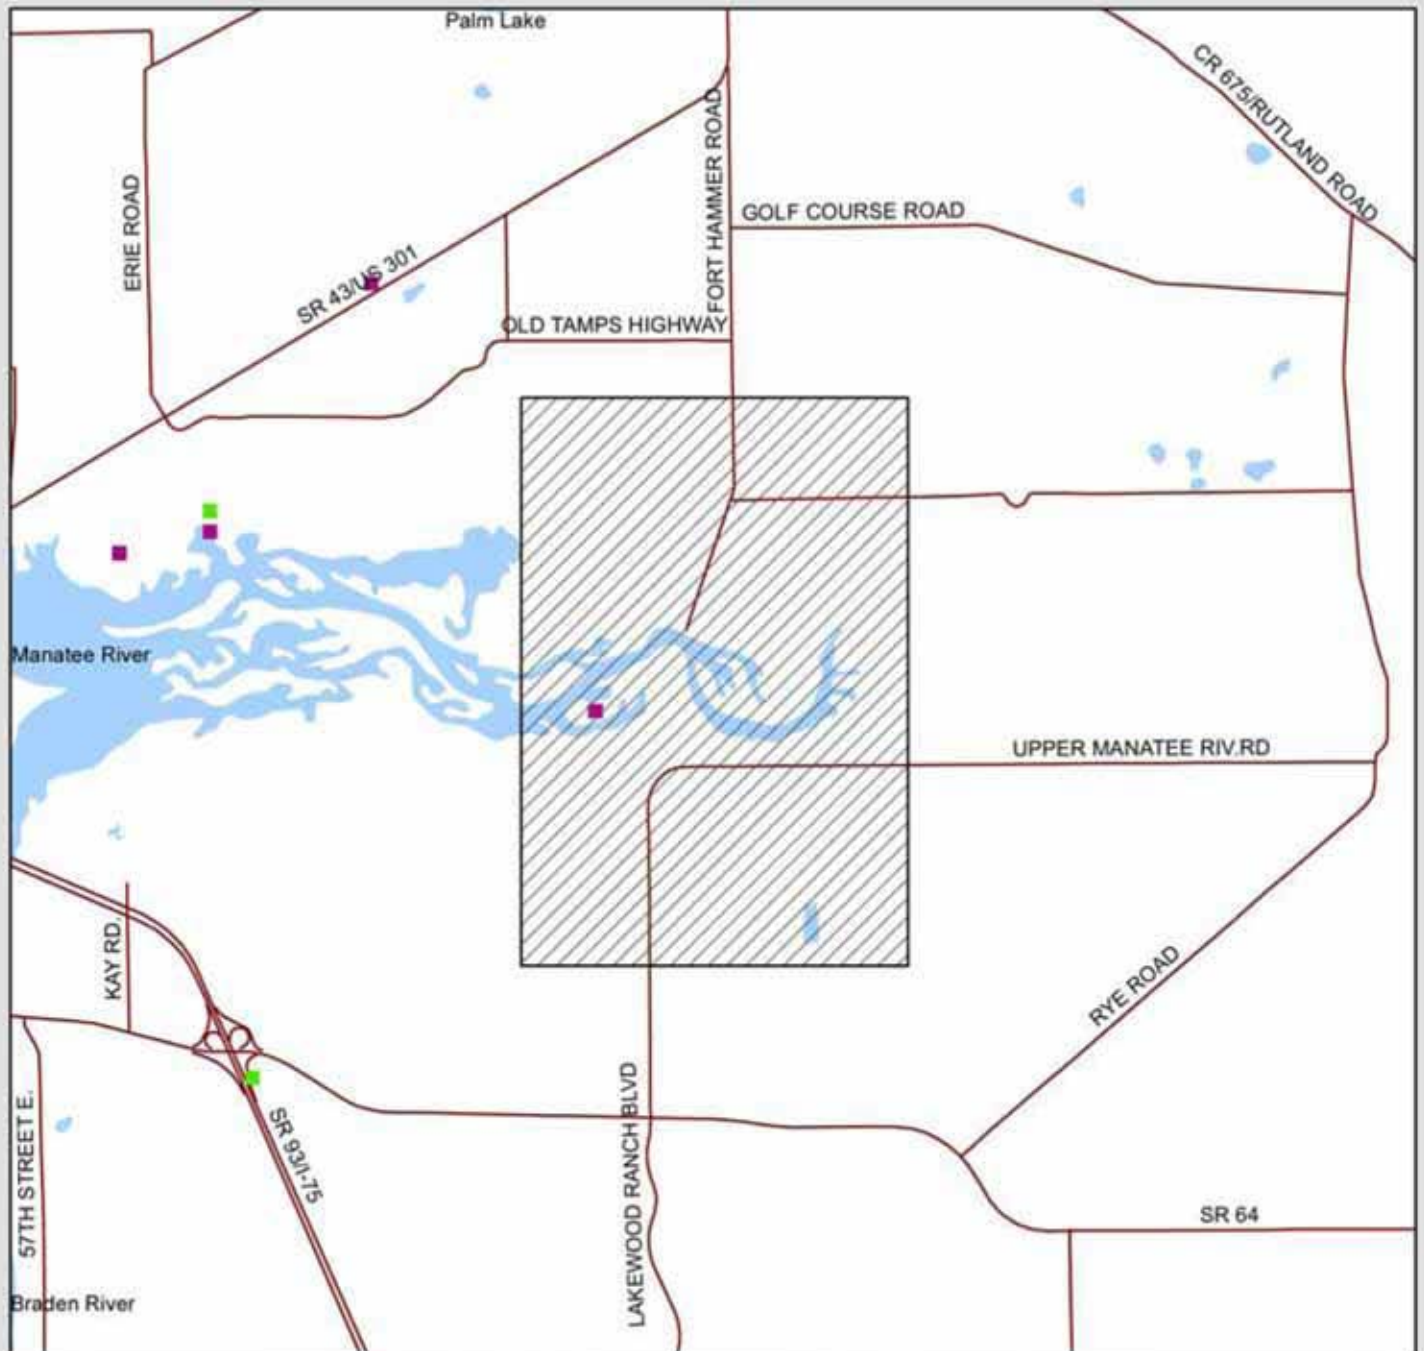 Palm Lake
CR 675/RUTLAND ROAD
FORT HAMMER ROAD
ERIE ROAD
GOLF COURSE ROAD
SR 43/US 301
OLD TAMPS HIGHWAY
Manatee River
UPPER MANATEE RIV.RD
KAY RD.
RYE ROAD
LAKEWOOD RANCH BLVD
57TH STREET E.
SR 93/I-75
SR 64
Braden River